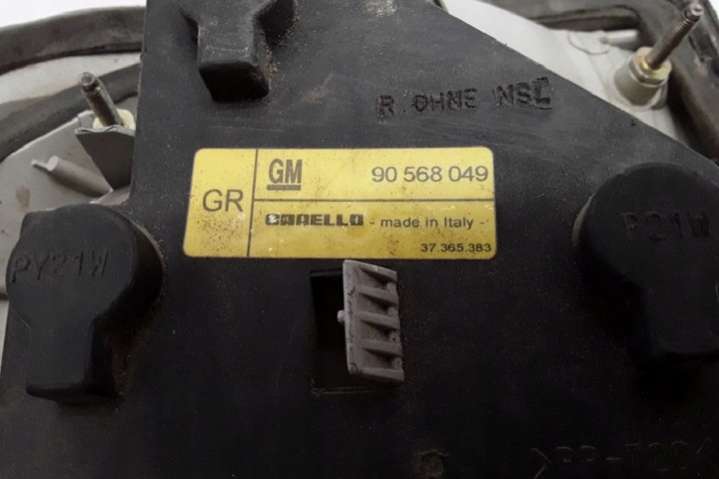 R. OHNE NSL
GM
90 568 049
GR
CARELLO - made in Italy -
37.365.383
PY21W
P21W